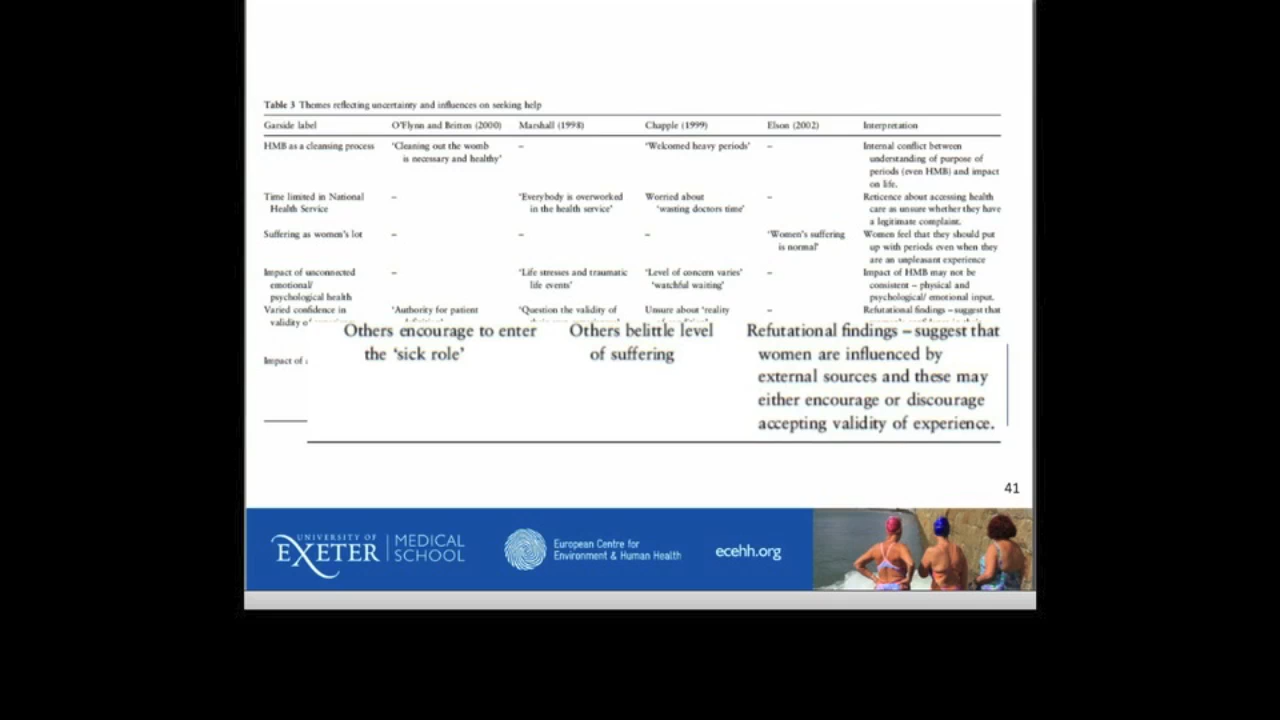 Table 3 Themes reflecting uncertainty and influences on seeking help
Garside label O'Flynn and Britten (2000) Marshall (1998) Chapple (1999) Elson (2002) Interpretation
HMB as a cleansing process 'Cleaning out the womb – 'Welcomed heavy periods' – Internal conflict between
is necessary and healthy' understanding of purpose of
periods (even HMB) and impact
on life.
Time limited in National – 'Everybody is overworked Worried about – Reticence about accessing health
Health Service in the health service' 'wasting doctors time' care as unsure whether they have
a legitimate complaint.
Suffering as women's lot – – – 'Women's suffering Women feel that they should put
is normal' up with periods even when they
are an unpleasant experience
Impact of unconnected – 'Life stresses and traumatic 'Level of concern varies' – Impact of HMB may not be
emotional/ life events' 'watchful waiting' consistent – physical and
psychological health psychological/ emotional input.
Varied confidence in 'Authority for patient 'Question the validity of Unsure about 'reality – Refutational findings – suggest that
validity of
Others encourage to enter Others belittle level Refutational findings – suggest that
the 'sick role' of suffering women are influenced by
Impact of
external sources and these may
either encourage or discourage
accepting validity of experience.
41
UNIVERSITY OF
EXETER MEDICAL
SCHOOL
European Centre for
Environment & Human Health
ecehh.org